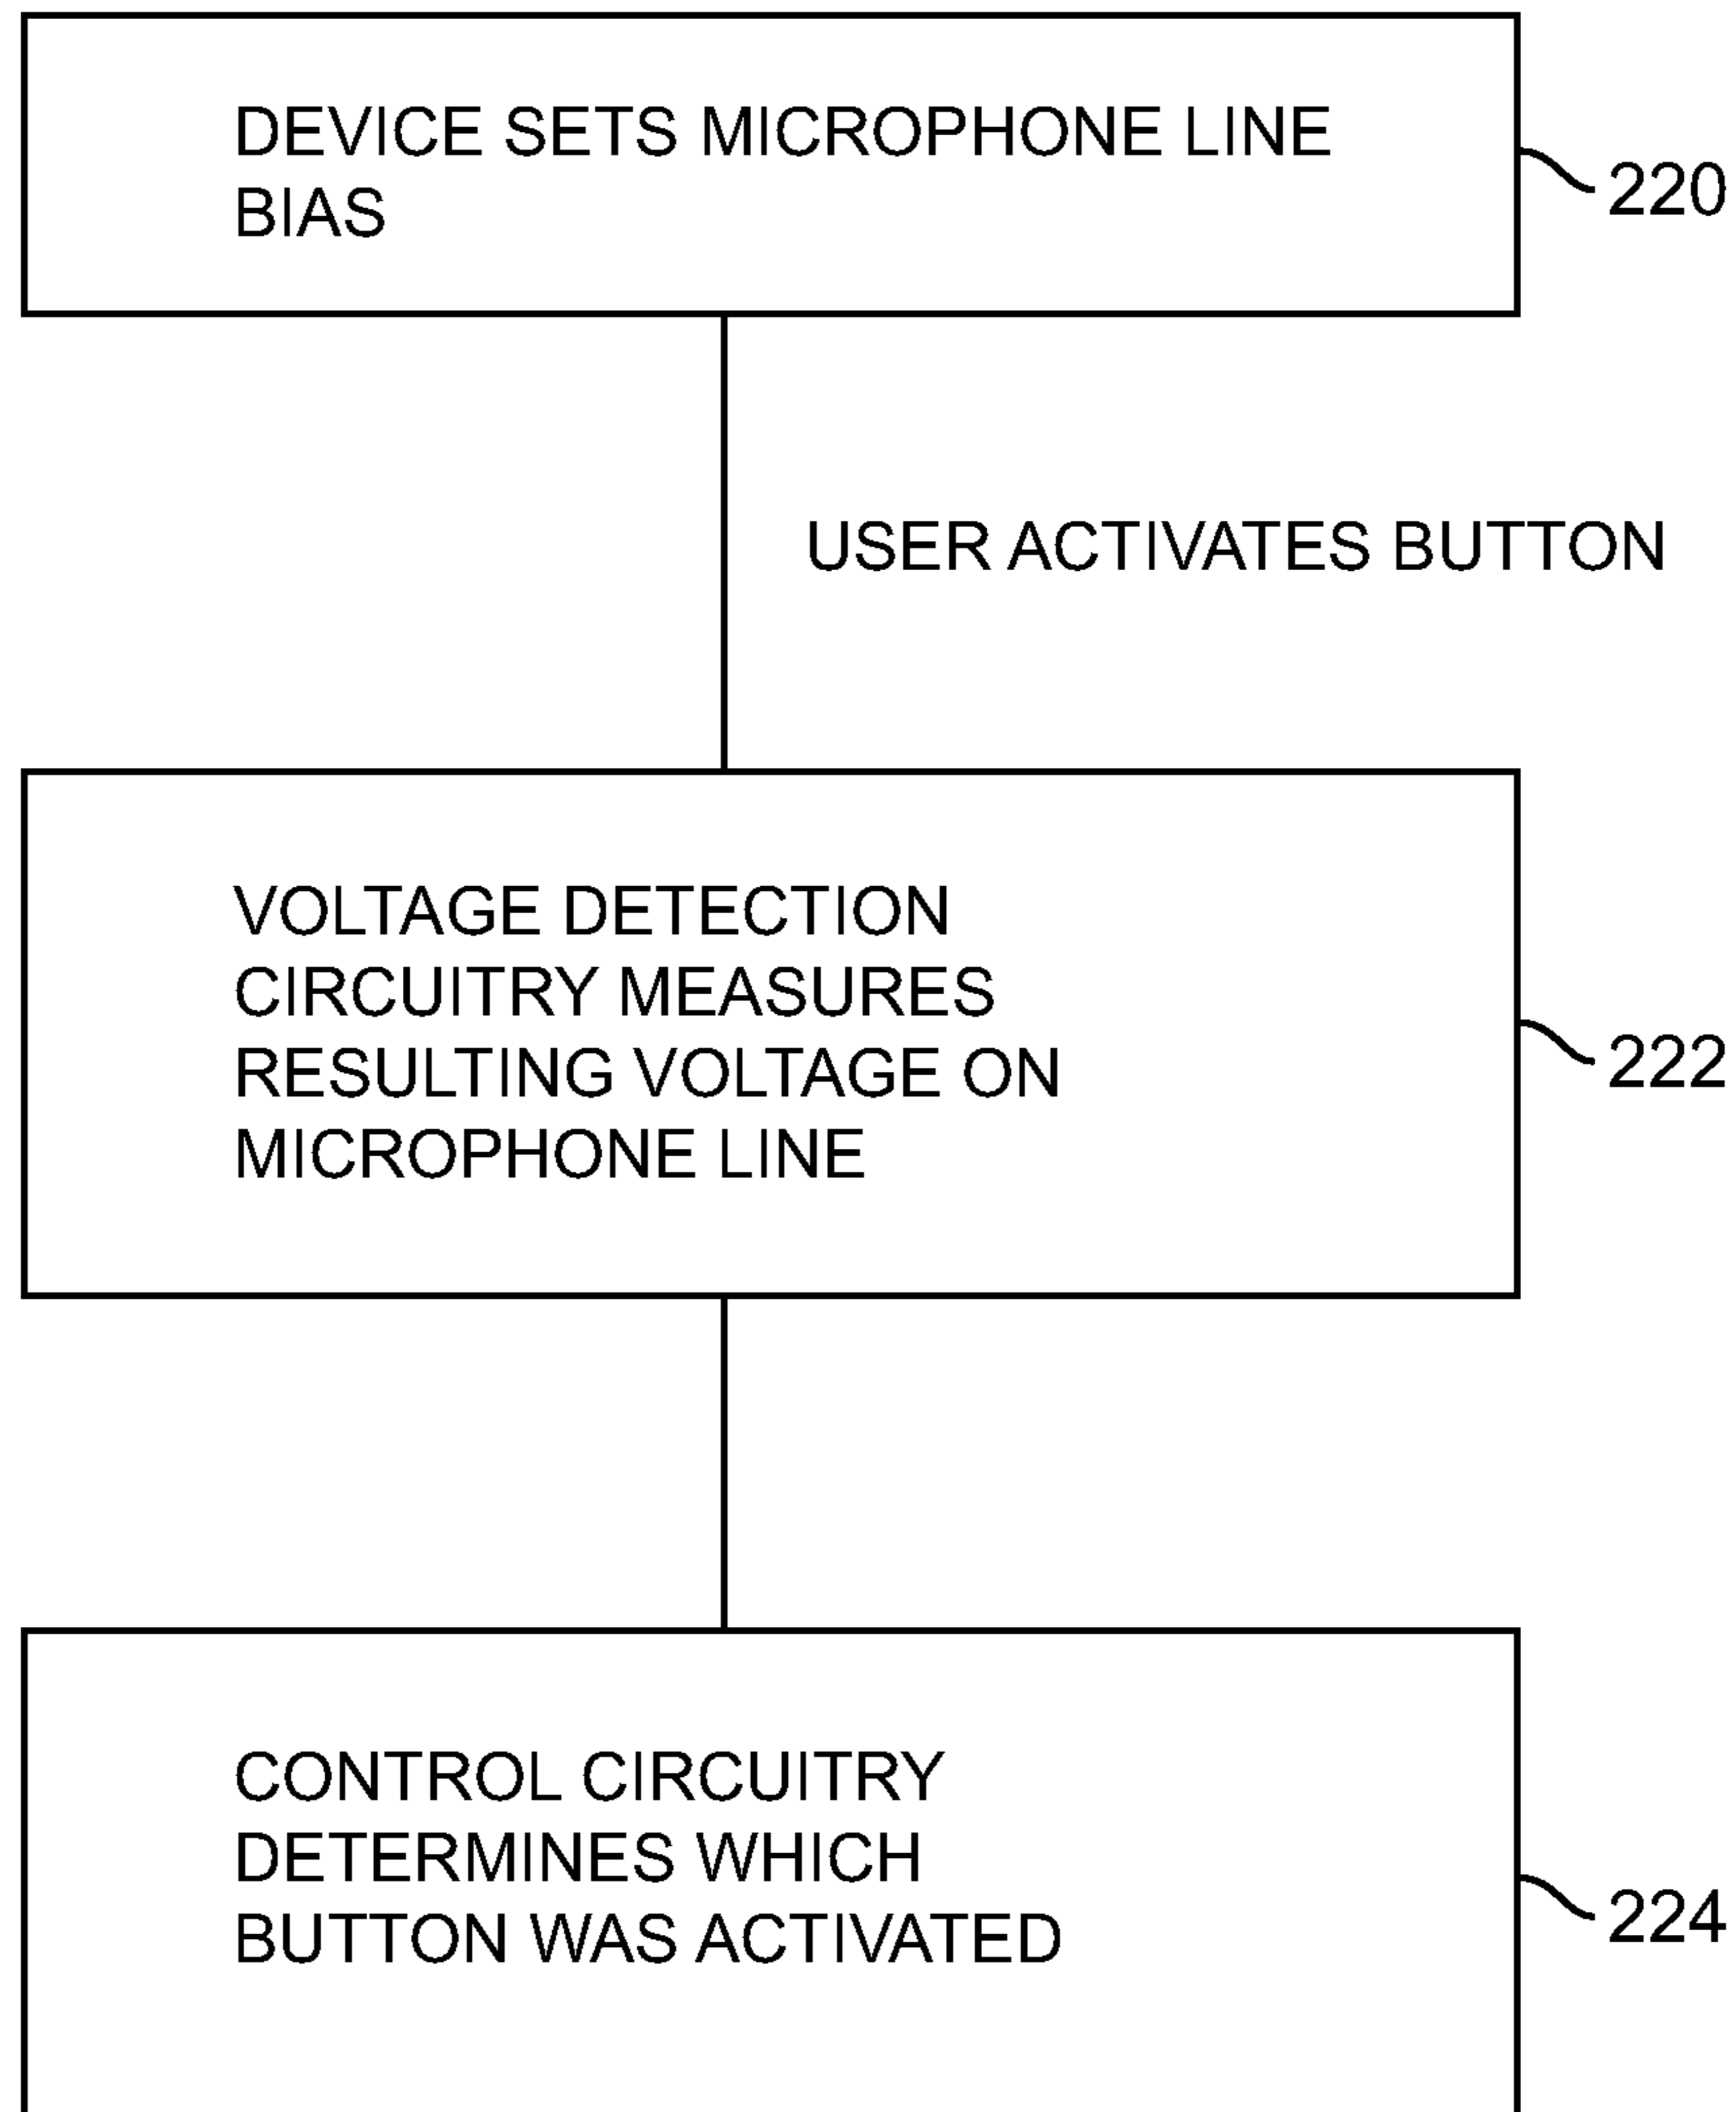 DEVICE SETS MICROPHONE LINE
BIAS
220
USER ACTIVATES BUTTON
VOLTAGE DETECTION
CIRCUITRY MEASURES
RESULTING VOLTAGE ON
MICROPHONE LINE
222
CONTROL CIRCUITRY
DETERMINES WHICH
BUTTON WAS ACTIVATED
224